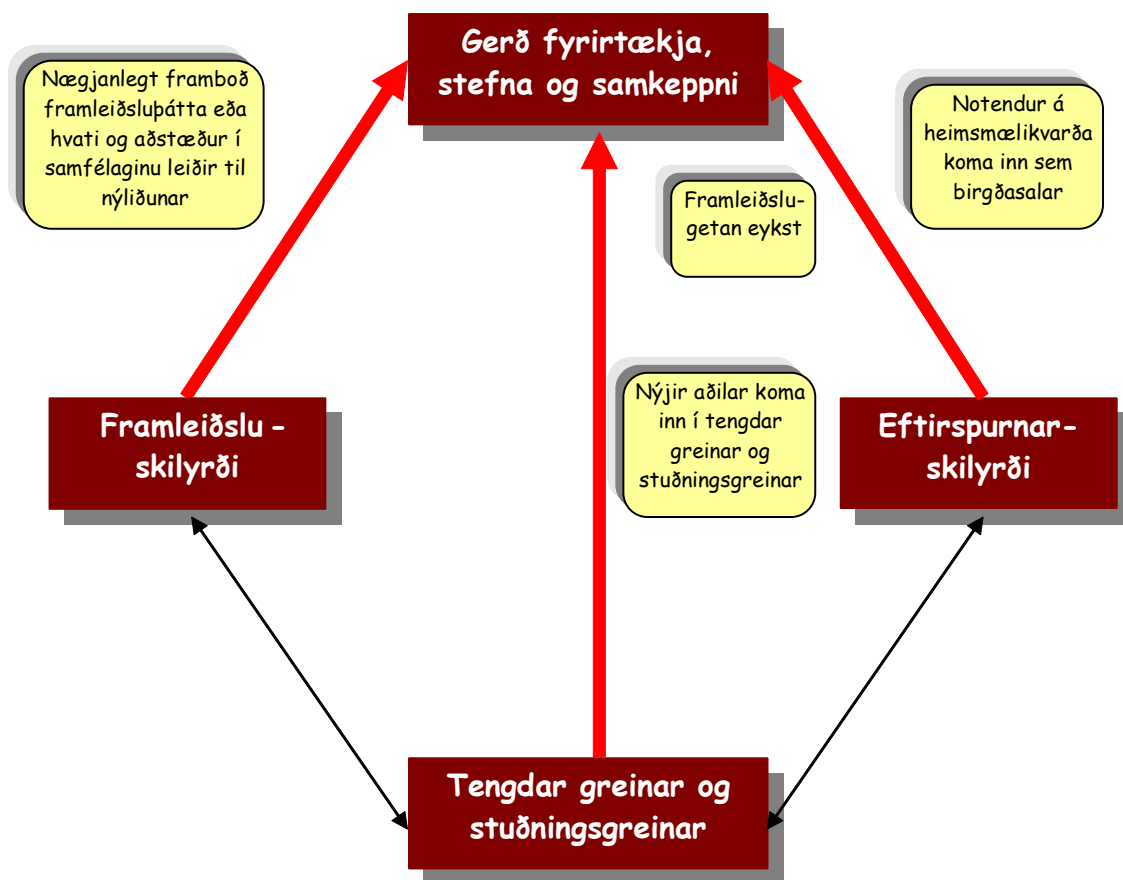 Gerð fyrirtækja,
stefna og samkeppni
Nægjanlegt framboð
framleiðsluþátta eða
hvati og aðstæður í
samfélaginu leiðir til
nýliðunar
Notendur á
heimsmælikvarða
koma inn sem
birgðasalar
Framleiðslu-
getan eykst
Nýjir aðilar koma
inn í tengdar
greinar og
stuðningsgreinar
Framleiðslu -
skilyrði
Eftirspurnar-
skilyrði
Tengdar greinar og
stuðningsgreinar